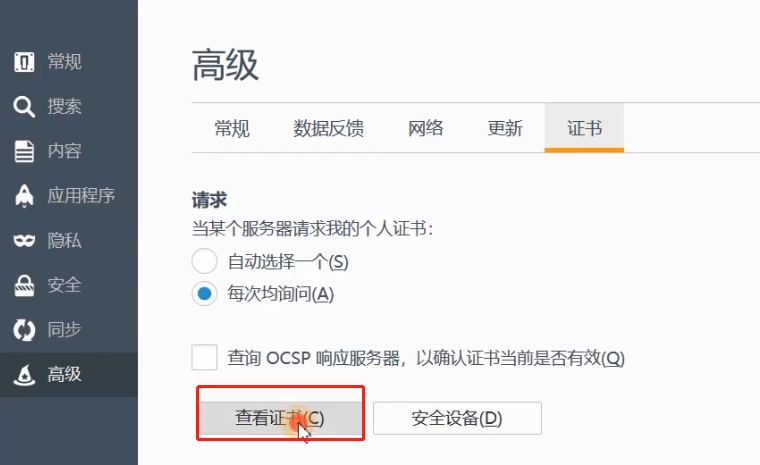 常规
搜索
内容
应用程序
隐私
安全
同步
高级
高级
常规 数据反馈 网络 更新 证书
请求
当某个服务器请求我的个人证书:
自动选择一个(S)
每次均询问(A)
查询 OCSP 响应服务器，以确认证书当前是否有效(Q)
查看证书(C) 安全设备(D)